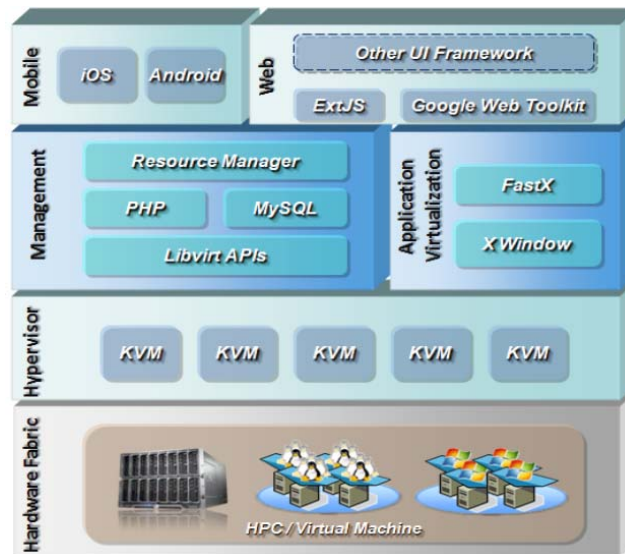 Mobile
iOS
Android
Web
Other UI Framework
ExtJS
Google Web Toolkit
Management
Resource Manager
PHP
MySQL
Libvirt APIs
Application
Virtualization
FastX
X Window
Hypervisor
KVM
KVM
KVM
KVM
KVM
Hardware Fabric
HPC / Virtual Machine